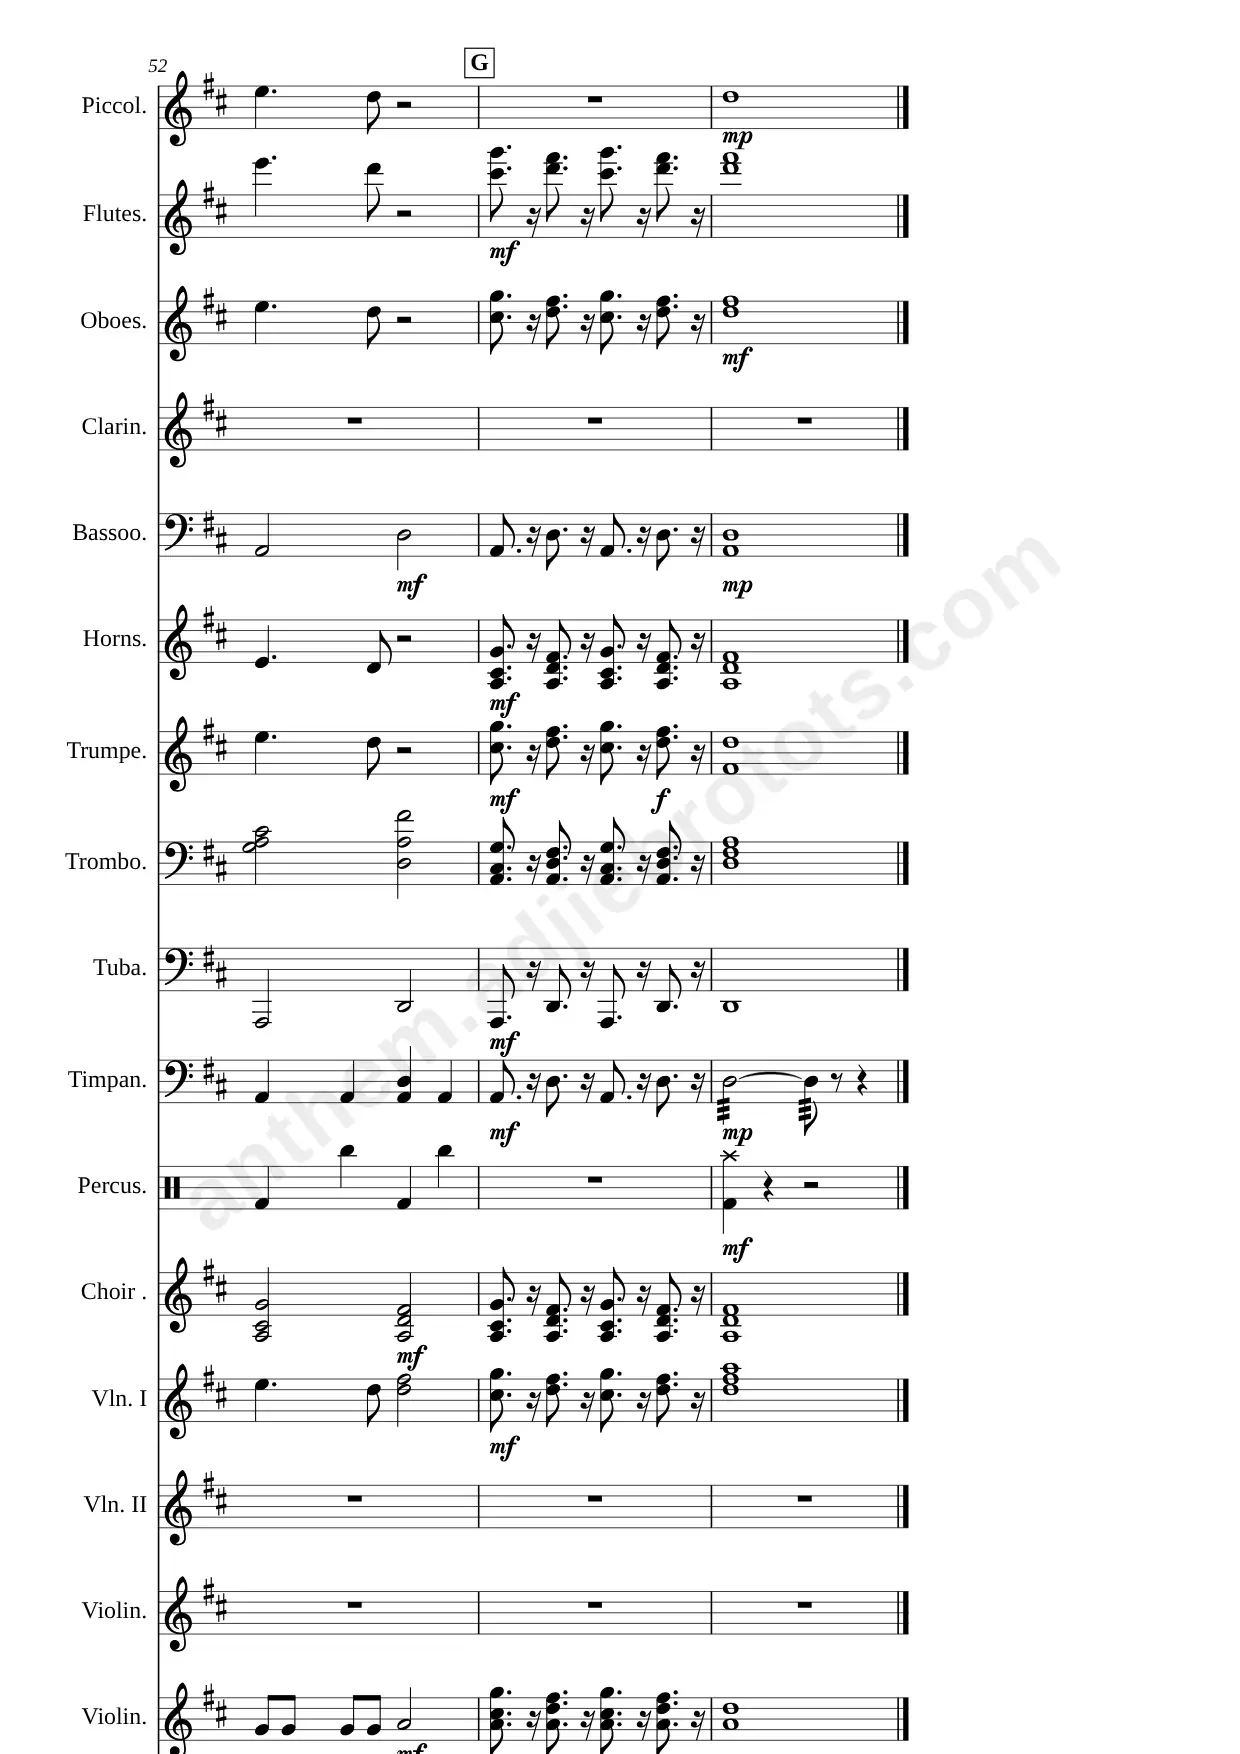 52
G
Piccol.
mp
Flutes.
mf
Oboes.
mf
Clarin.
Bassoo.
mf mp
Horns.
mf
Trumpe.
mf f
Trombo.
Tuba.
mf
Timpan.
mf mp
Percus.
mf
Choir .
mf
Vln. I
mf
Vln. II
Violin.
Violin.
mf
anthem.adjiebrotots.com